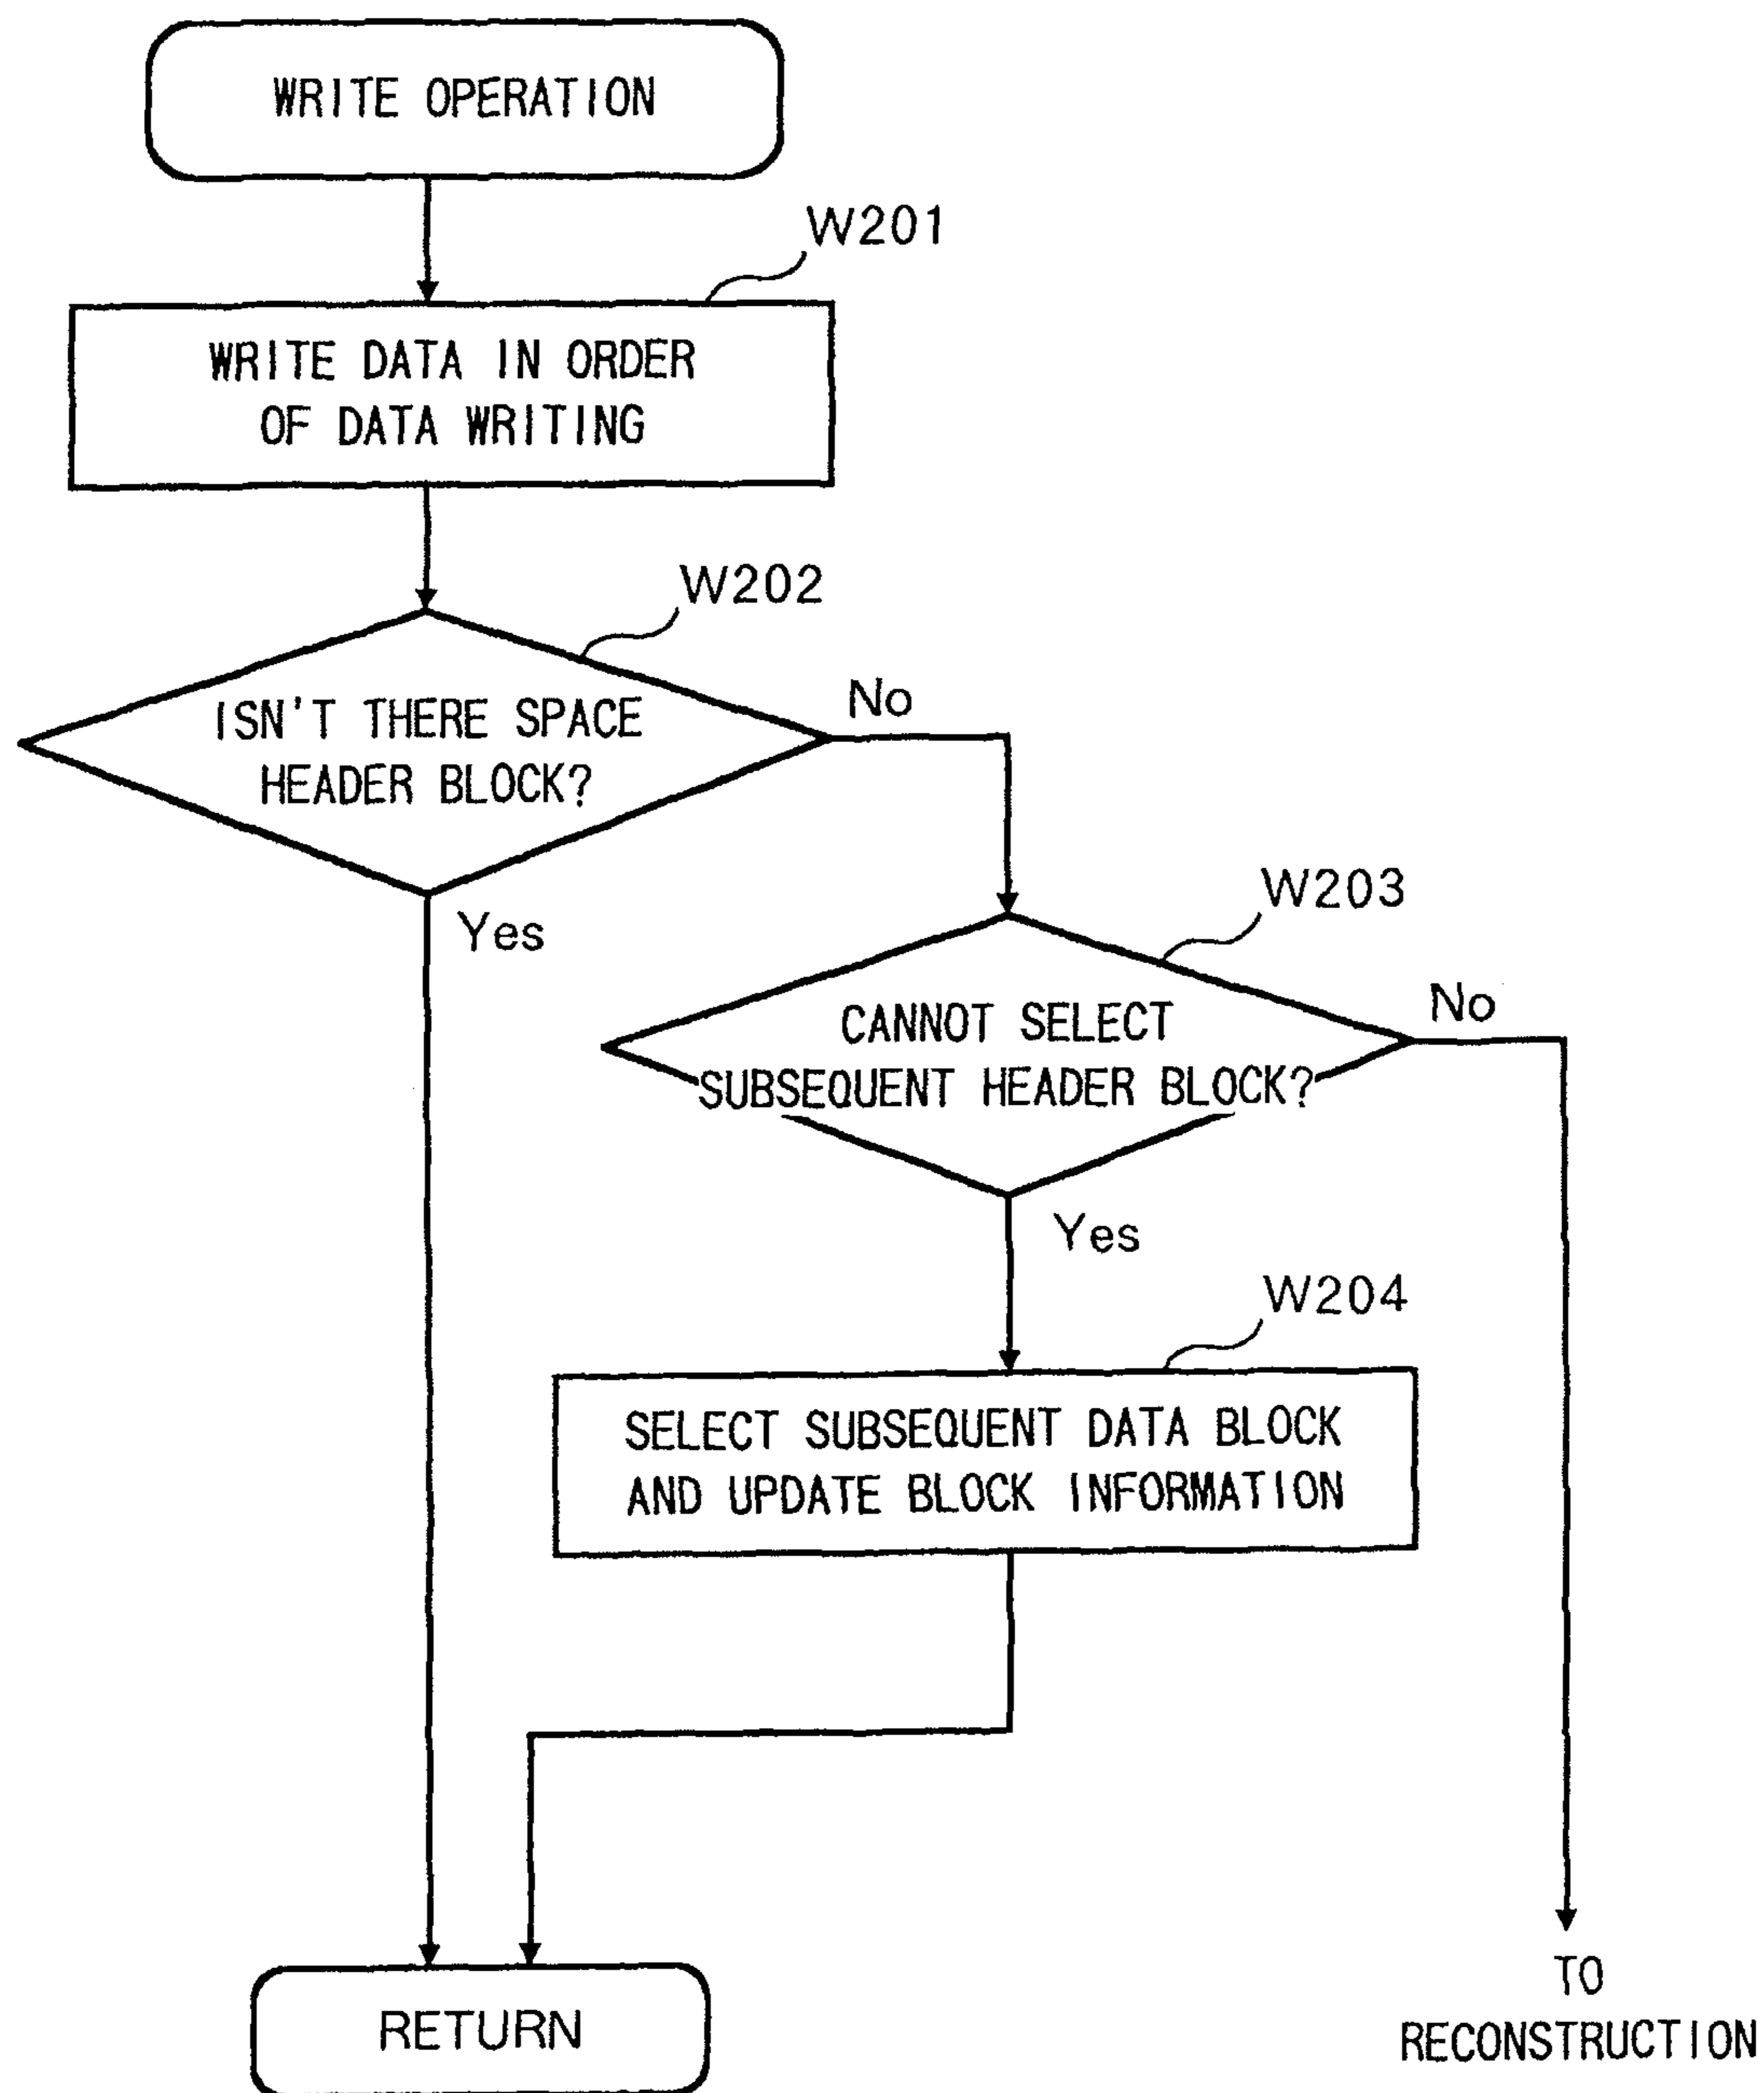 WRITE OPERATION
W201
WRITE DATA IN ORDER
OF DATA WRITING
W202
ISN'T THERE SPACE
HEADER BLOCK?
No
Yes
W203
CANNOT SELECT
SUBSEQUENT HEADER BLOCK?
No
Yes
W204
SELECT SUBSEQUENT DATA BLOCK
AND UPDATE BLOCK INFORMATION
RETURN
TO
RECONSTRUCTION